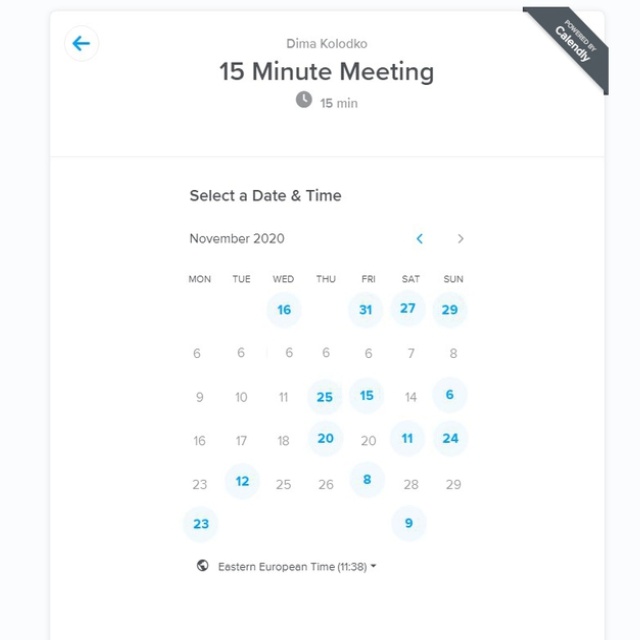 POWERED BY
Calendly
Dima Kolodko
15 Minute Meeting
15 min
Select a Date & Time
November 2020
MON TUE WED THU FRI SAT SUN
16 31 27 29
6 6 6 6 6 7 8
9 10 11 25 15 14 6
16 17 18 20 20 11 24
23 12 25 26 8 28 29
23 9
Eastern European Time (11:38)